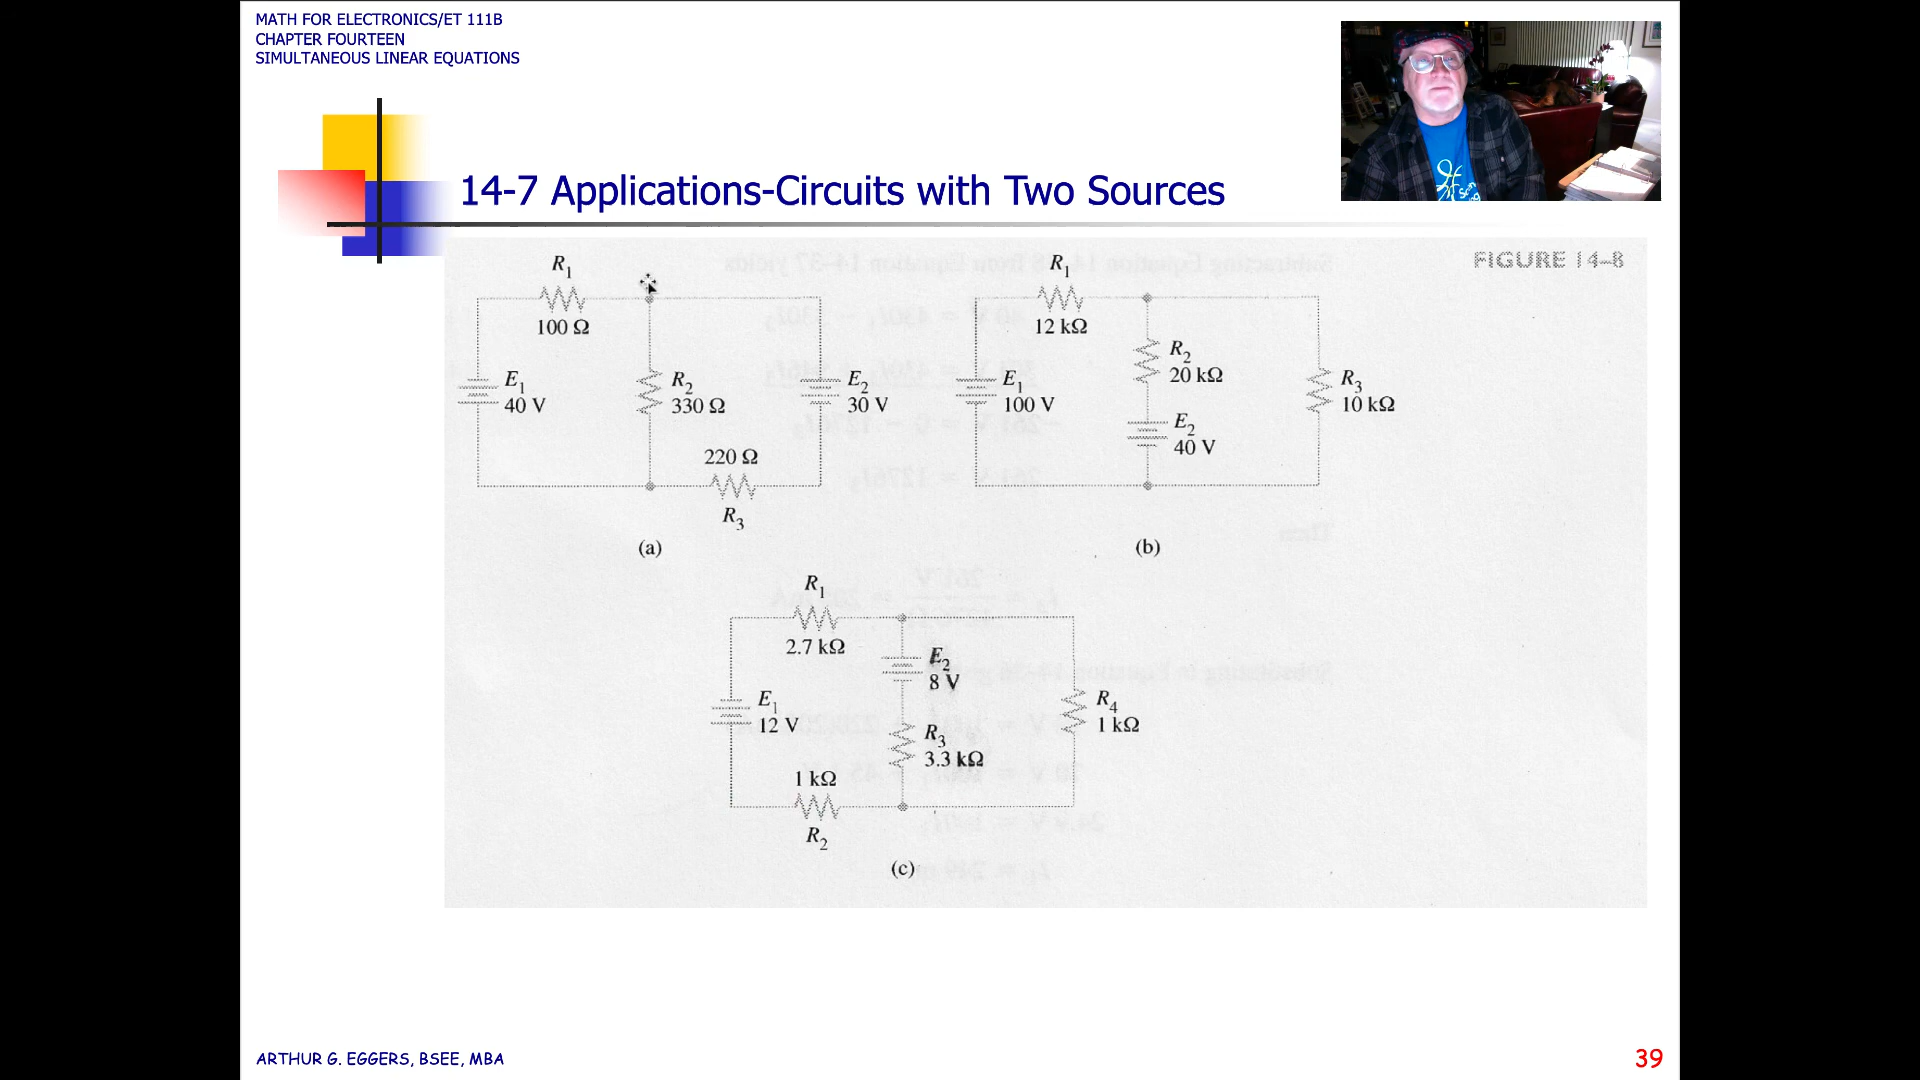 MATH FOR ELECTRONICS/ET 111B
CHAPTER FOURTEEN
SIMULTANEOUS LINEAR EQUATIONS
14-7 Applications-Circuits with Two Sources
FIGURE 14–8
R1
100 Ω
E1
40 V
R2
330 Ω
E2
30 V
220 Ω
R3
(a)
R1
12 kΩ
E1
100 V
R2
20 kΩ
E2
40 V
R3
10 kΩ
(b)
R1
2.7 kΩ
E1
12 V
E2
8 V
R3
3.3 kΩ
R4
1 kΩ
1 kΩ
R2
(c)
ARTHUR G. EGGERS, BSEE, MBA
39